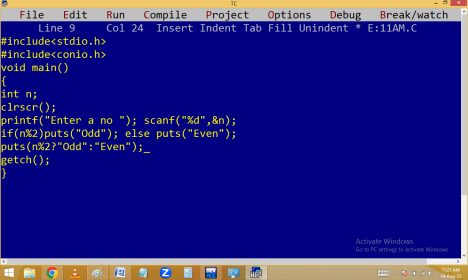 TC
File Edit Run Compile Project Options Debug Break/watch
Line 9 Col 24 Insert Indent Tab Fill Unindent * E:11AM.C
#include<stdio.h>
#include<conio.h>
void main()
{
int n;
clrscr();
printf("Enter a no "); scanf("%d",&n);
if(n%2)puts("Odd"); else puts("Even");
puts(n%2?"Odd":"Even");_
getch();
}
Activate Windows
Go to PC settings to activate Windows.